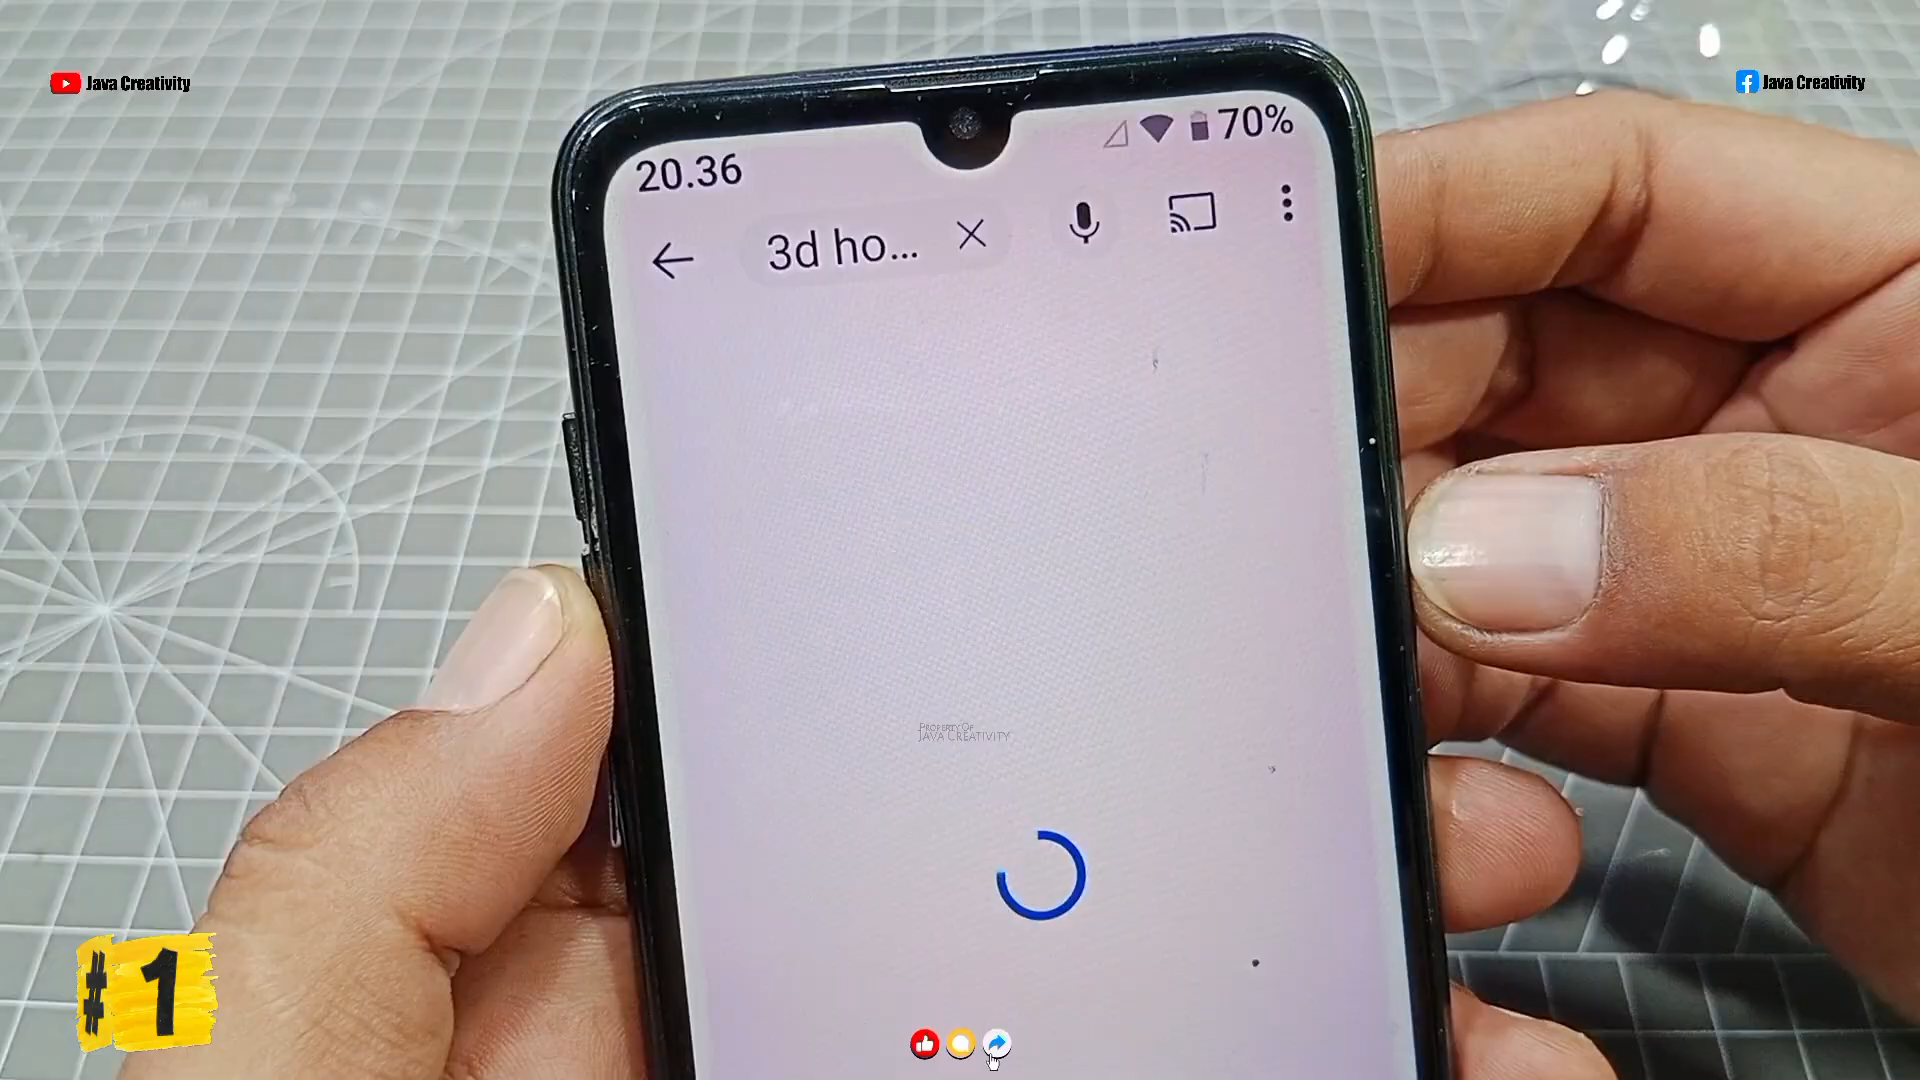 Java Creativity
Java Creativity
20.36
70%
3d ho...
PROPERTY OF
JAVA CREATIVITY
# 1